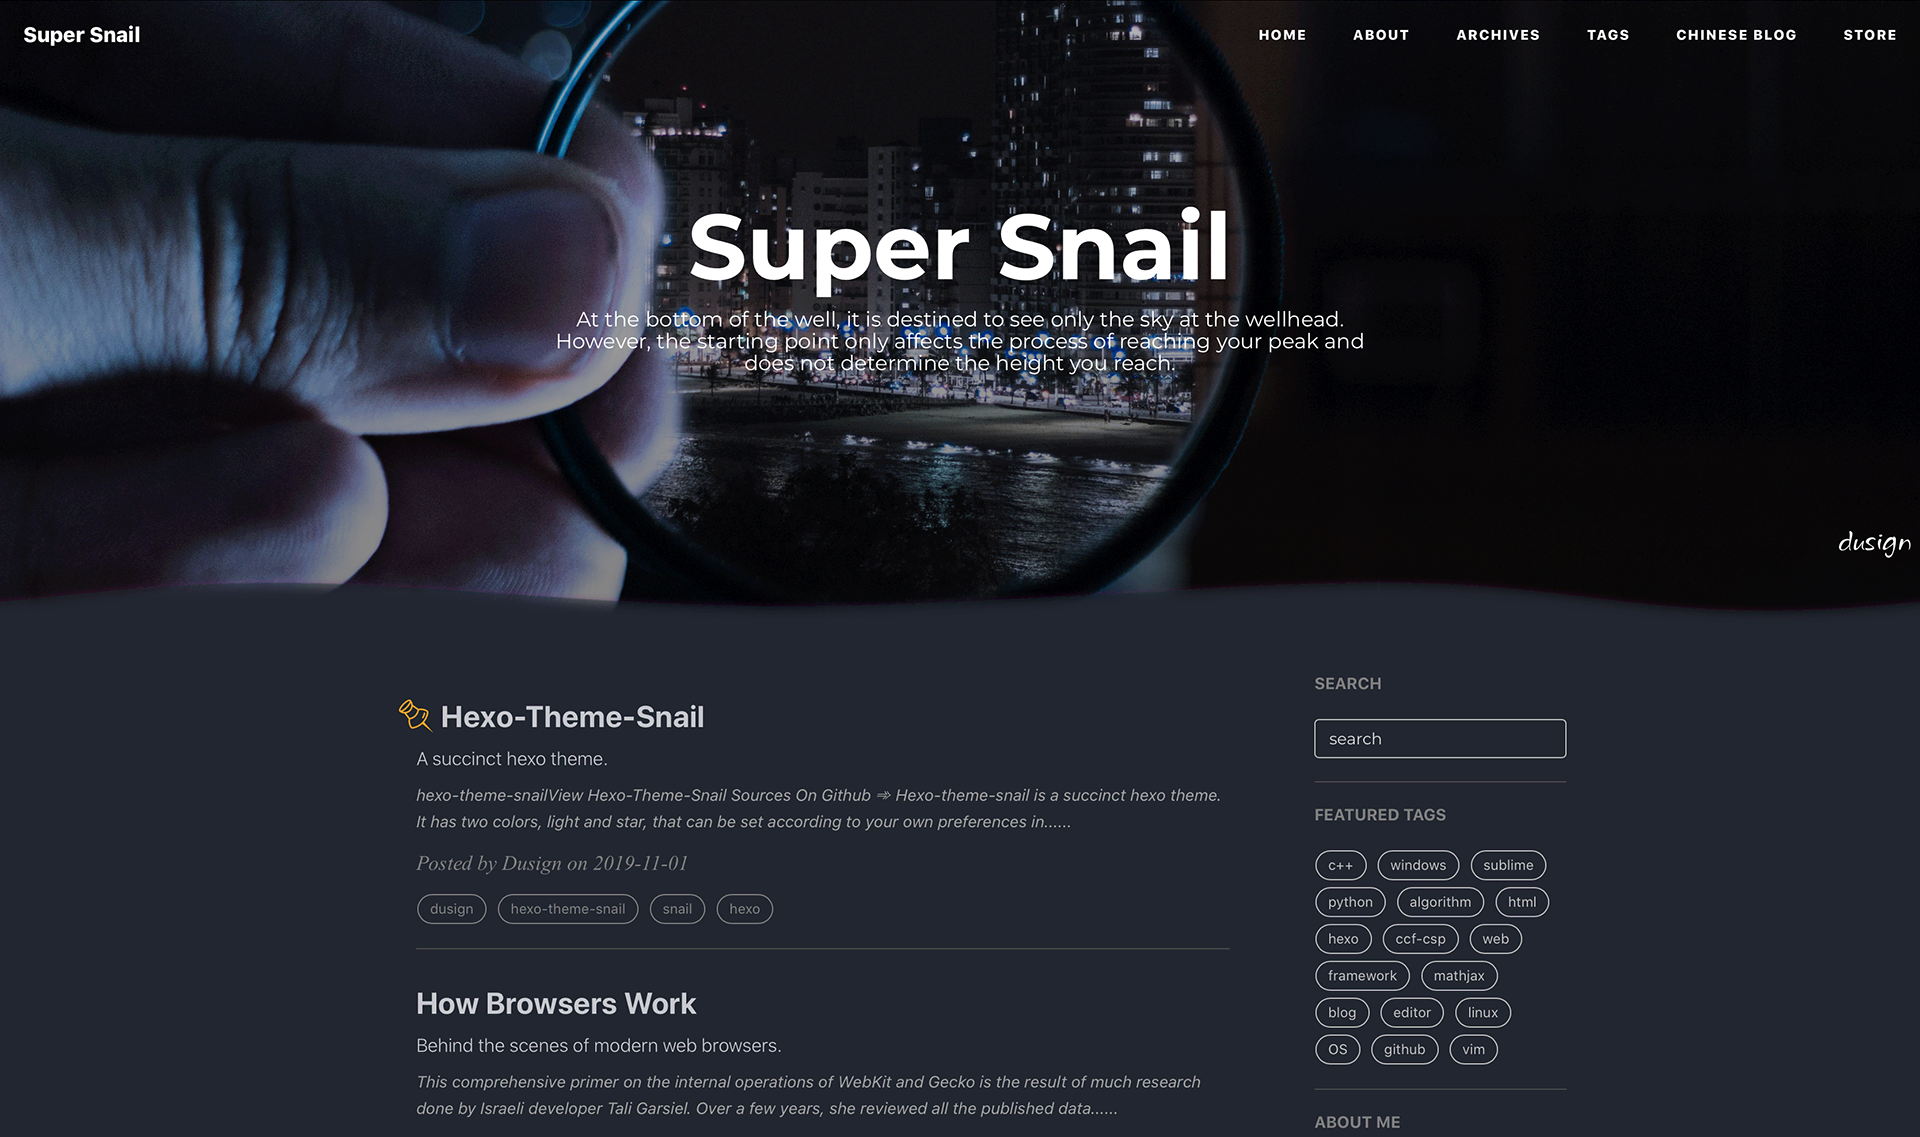 Super Snail
HOME ABOUT ARCHIVES TAGS CHINESE BLOG STORE
Super Snail
At the bottom of the well, it is destined to see only the sky at the wellhead.
However, the starting point only affects the process of reaching your peak and
does not determine the height you reach.
dusign
Hexo-Theme-Snail
A succinct hexo theme.
hexo-theme-snailView Hexo-Theme-Snail Sources On Github ➾ Hexo-theme-snail is a succinct hexo theme.
It has two colors, light and star, that can be set according to your own preferences in......
Posted by Dusign on 2019-11-01
dusign hexo-theme-snail snail hexo
How Browsers Work
Behind the scenes of modern web browsers.
This comprehensive primer on the internal operations of WebKit and Gecko is the result of much research
done by Israeli developer Tali Garsiel. Over a few years, she reviewed all the published data......
SEARCH
search
FEATURED TAGS
c++ windows sublime
python algorithm html
hexo ccf-csp web
framework mathjax
blog editor linux
OS github vim
ABOUT ME